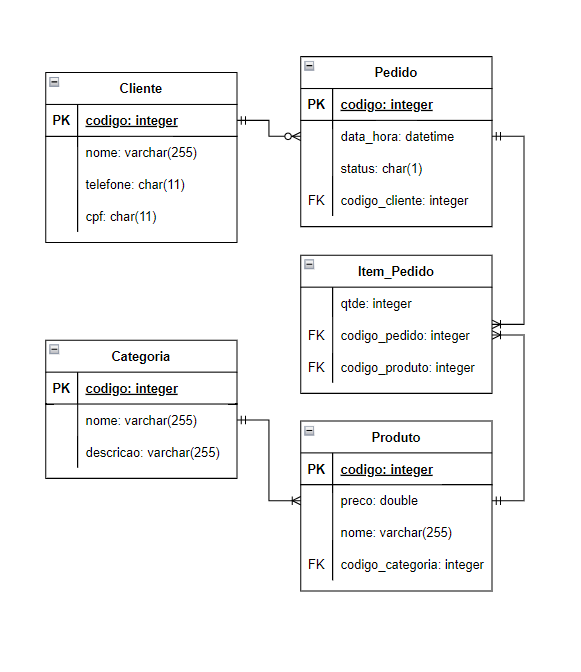 Cliente
PK codigo: integer
nome: varchar(255)
telefone: char(11)
cpf: char(11)
Pedido
PK codigo: integer
data_hora: datetime
status: char(1)
FK codigo_cliente: integer
Item_Pedido
qtde: integer
FK codigo_pedido: integer
FK codigo_produto: integer
Categoria
PK codigo: integer
nome: varchar(255)
descricao: varchar(255)
Produto
PK codigo: integer
preco: double
nome: varchar(255)
FK codigo_categoria: integer